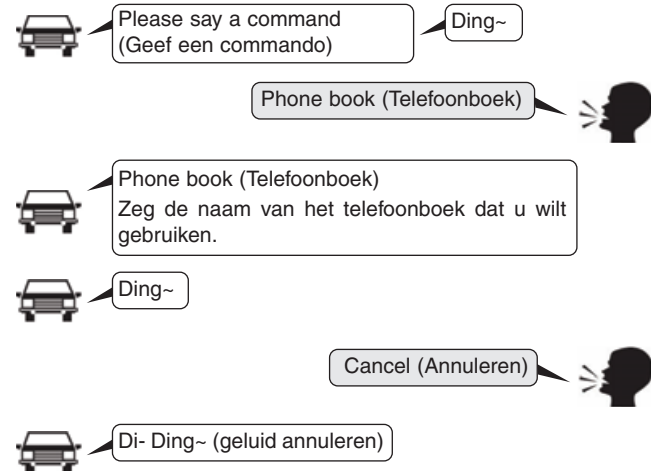 Please say a command
(Geef een commando)
Ding~
Phone book (Telefoonboek)
Phone book (Telefoonboek)
Zeg de naam van het telefoonboek dat u wilt
gebruiken.
Ding~
Cancel (Annuleren)
Di- Ding~ (geluid annuleren)